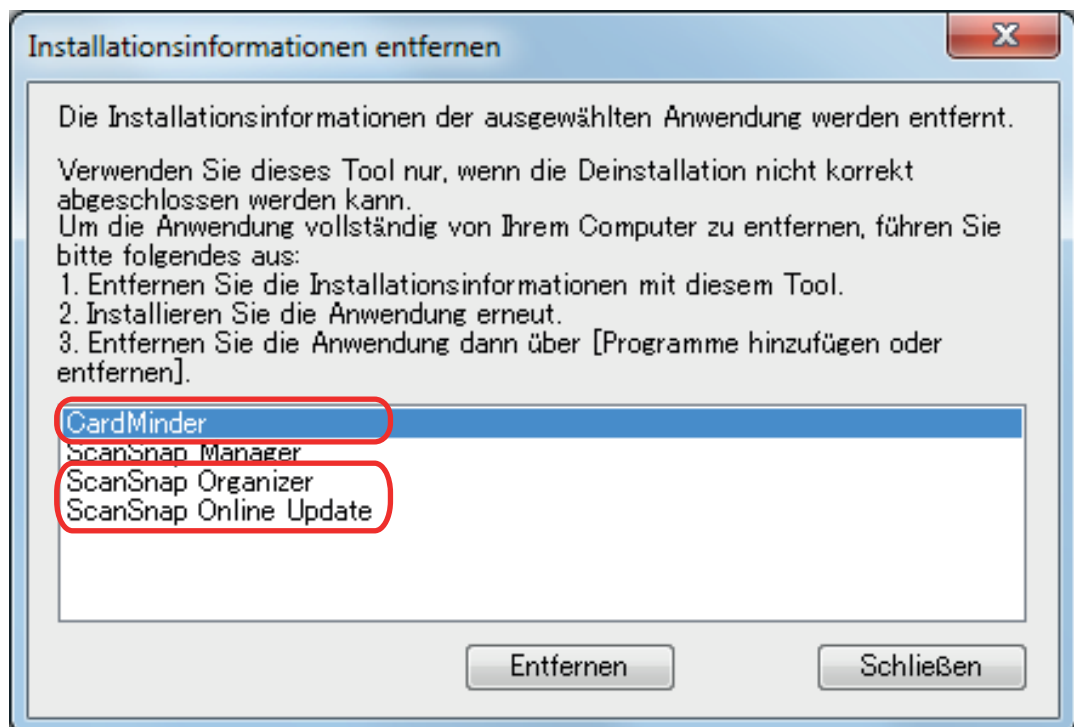 Installationsinformationen entfernen
Die Installationsinformationen der ausgewählten Anwendung werden entfernt.
Verwenden Sie dieses Tool nur, wenn die Deinstallation nicht korrekt
abgeschlossen werden kann.
Um die Anwendung vollständig von Ihrem Computer zu entfernen, führen Sie
bitte folgendes aus:
1. Entfernen Sie die Installationsinformationen mit diesem Tool.
2. Installieren Sie die Anwendung erneut.
3. Entfernen Sie die Anwendung dann über [Programme hinzufügen oder
entfernen].
CardMinder
ScanSnap Manager
ScanSnap Organizer
ScanSnap Online Update
Entfernen Schließen